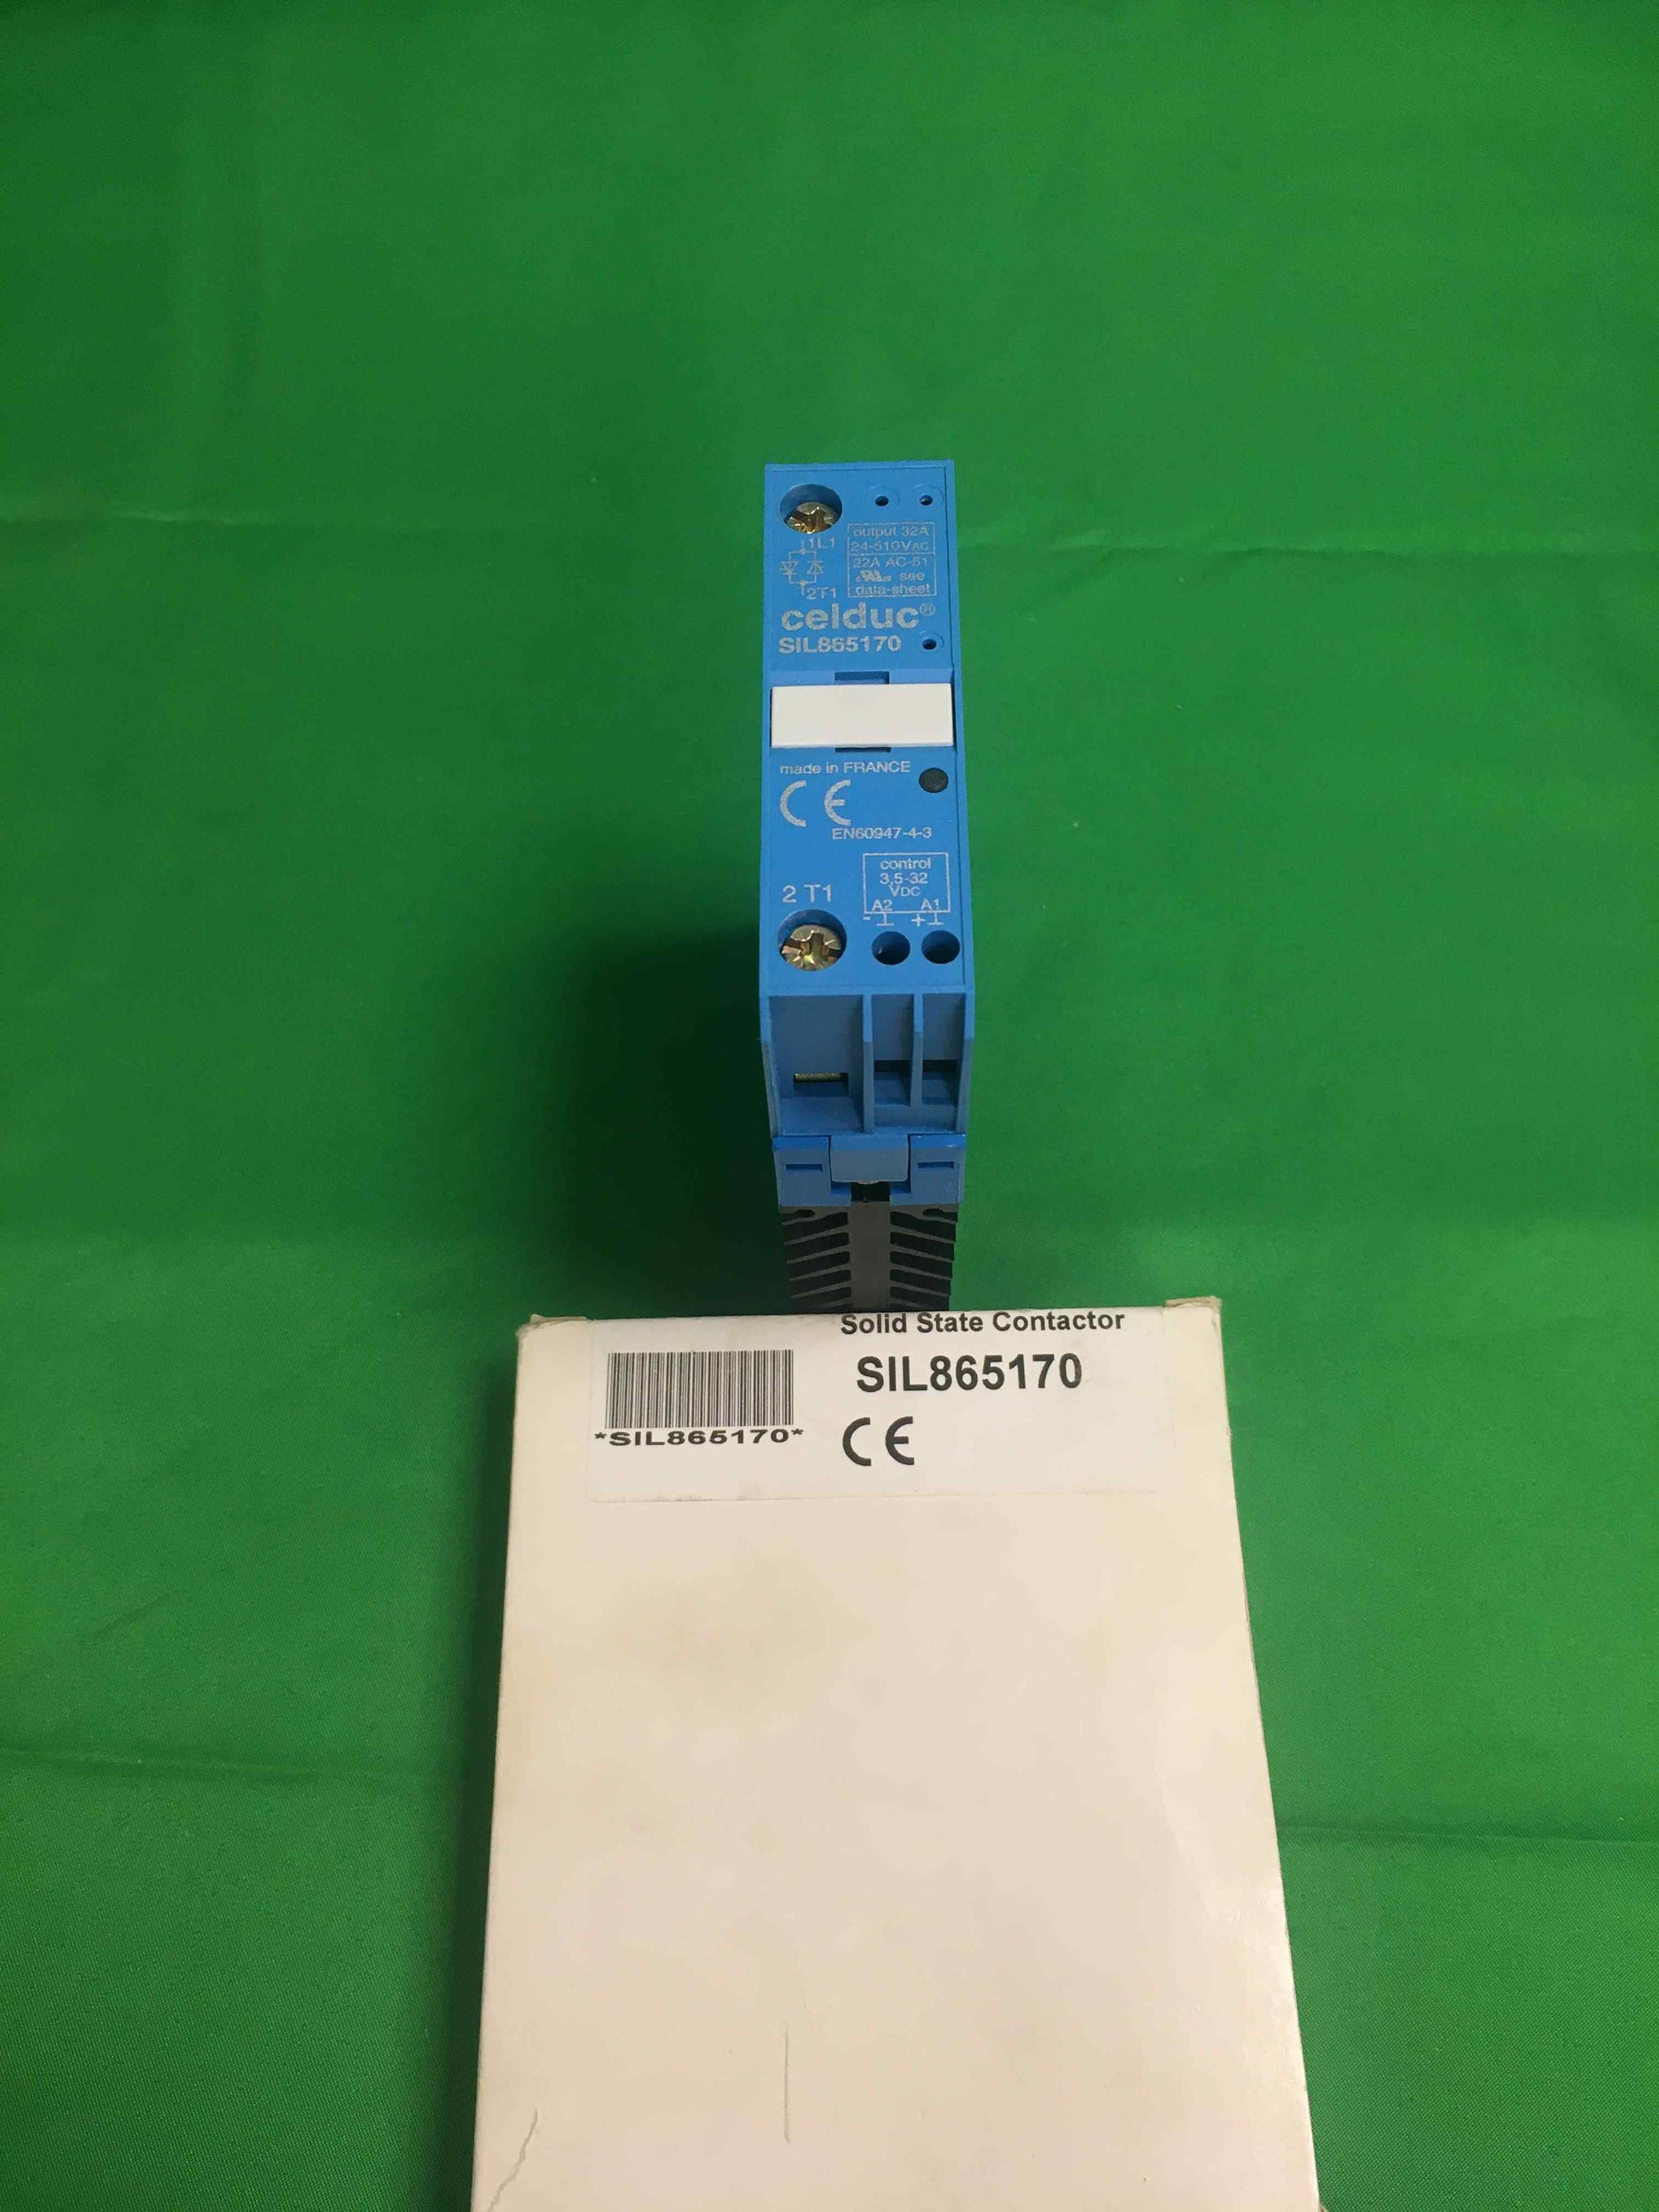 output 32A
24-510VAC
1L1
22A AC-51
see
2T1
data-sheet
celduc®
SIL865170
made in FRANCE
CE
EN60947-4-3
control
3,5-32
VDC
2 T1
A2 A1
- +
Solid State Contactor
SIL865170
*SIL865170*
CE